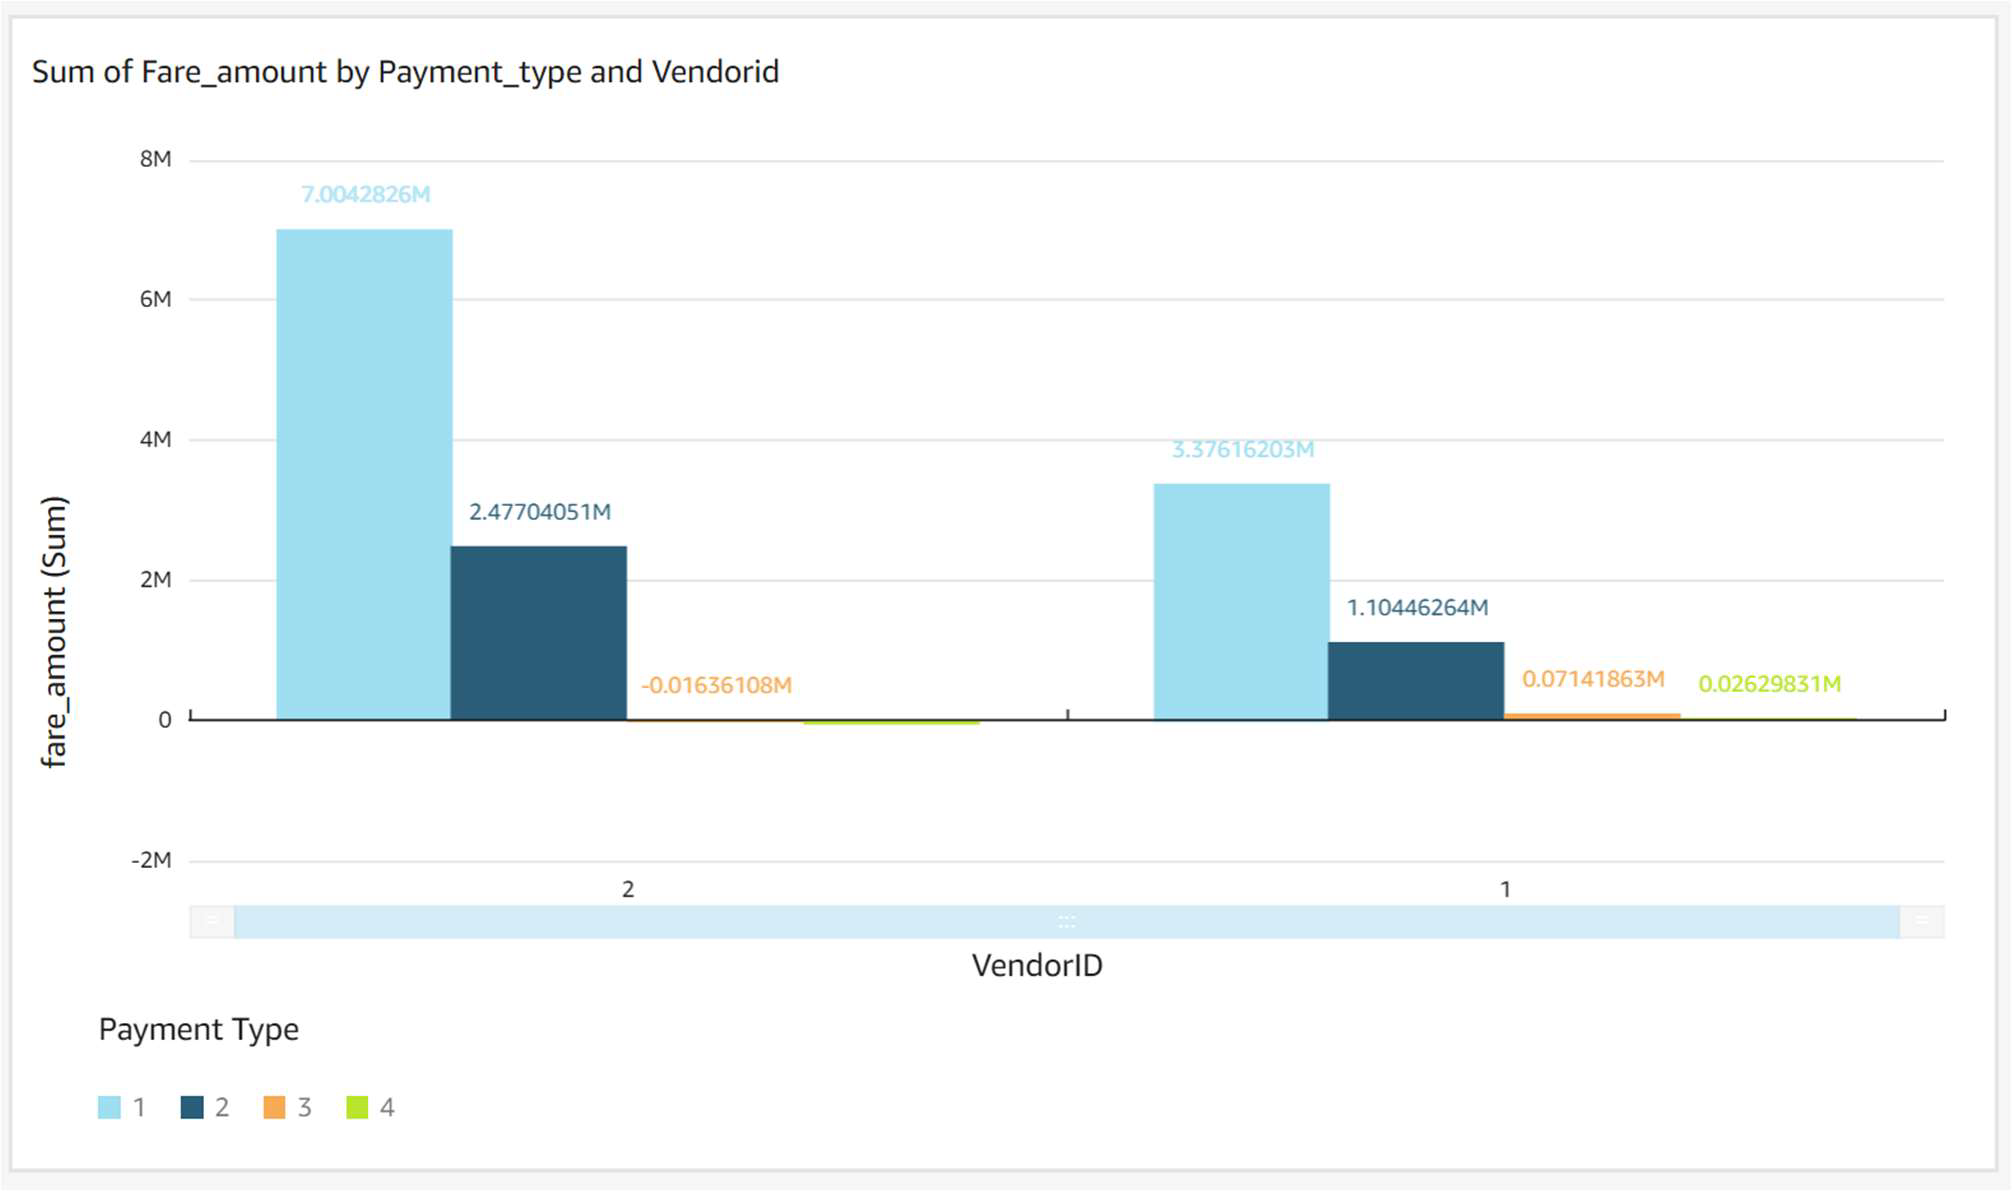 Sum of Fare_amount by Payment_type and Vendorid
8M
7.0042826M
6M
4M
3.37616203M
2.47704051M
2M
1.10446264M
-0.01636108M
0.07141863M
0.02629831M
0
fare_amount (Sum)
-2M
2 1
VendorID
Payment Type
1 2 3 4